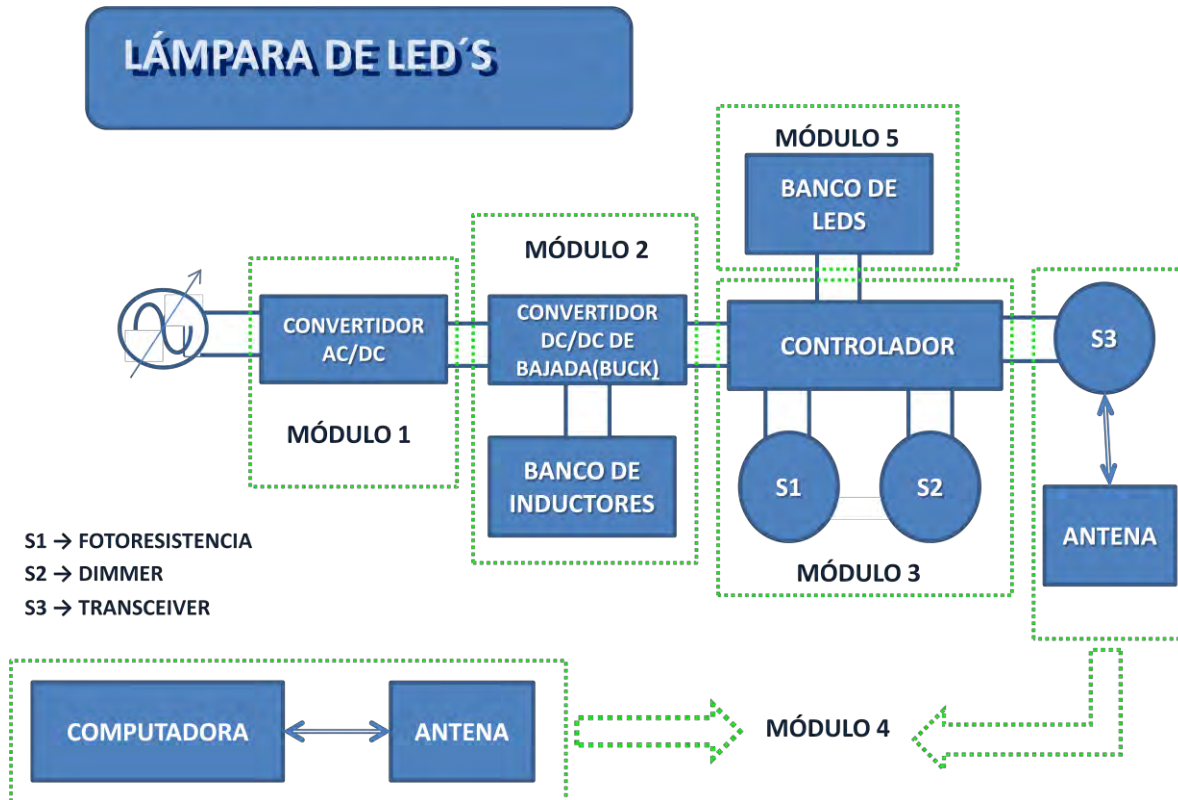 LÁMPARA DE LED´S
MÓDULO 5
BANCO DE
LEDS
MÓDULO 2
CONVERTIDOR
AC/DC
MÓDULO 1
CONVERTIDOR
DC/DC DE
BAJADA(BUCK)
BANCO DE
INDUCTORES
CONTROLADOR
S1
S2
MÓDULO 3
S3
ANTENA
S1 → FOTORESISTENCIA
S2 → DIMMER
S3 → TRANSCEIVER
COMPUTADORA
ANTENA
MÓDULO 4